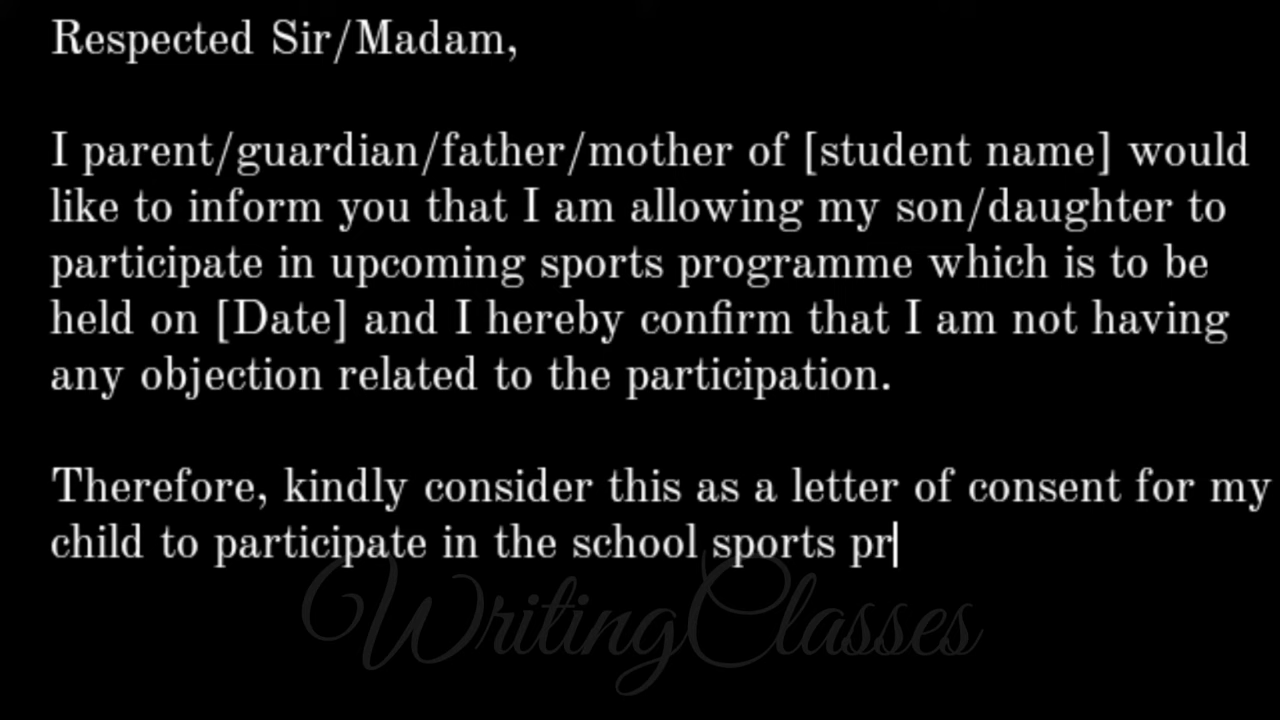 Respected Sir/Madam,
I parent/guardian/father/mother of [student name] would
like to inform you that I am allowing my son/daughter to
participate in upcoming sports programme which is to be
held on [Date] and I hereby confirm that I am not having
any objection related to the participation.
Therefore, kindly consider this as a letter of consent for my
child to participate in the school sports pr
WritingClasses